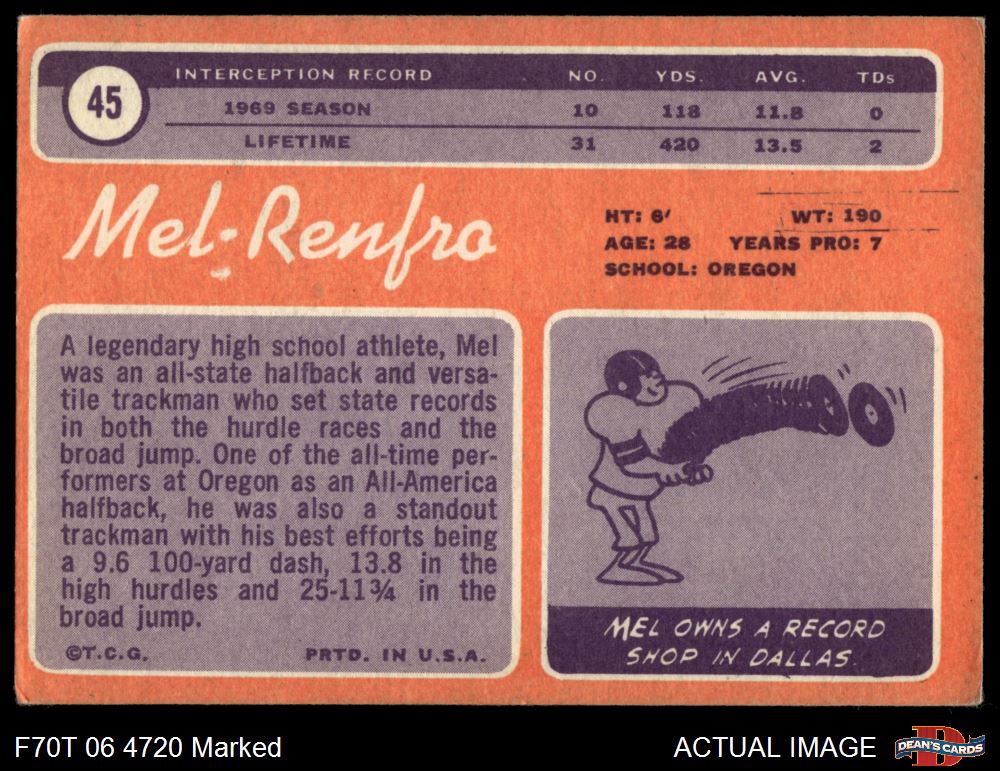 45
INTERCEPTION RECORD NO. YDS. AVG. TDs
1969 SEASON 10 118 11.8 0
LIFETIME 31 420 13.5 2
Mel Renfro
HT: 6′ WT: 190
AGE: 28 YEARS PRO: 7
SCHOOL: OREGON
A legendary high school athlete, Mel
was an all-state halfback and versa-
tile trackman who set state records
in both the hurdle races and the
broad jump. One of the all-time per-
formers at Oregon as an All-America
halfback, he was also a standout
trackman with his best efforts being
a 9.6 100-yard dash, 13.8 in the
high hurdles and 25-11¾ in the
broad jump.
©T.C.G. PRTD. IN U.S.A.
MEL OWNS A RECORD
SHOP IN DALLAS.
F70T 06 4720 Marked
ACTUAL IMAGE
DEAN'S CARDS